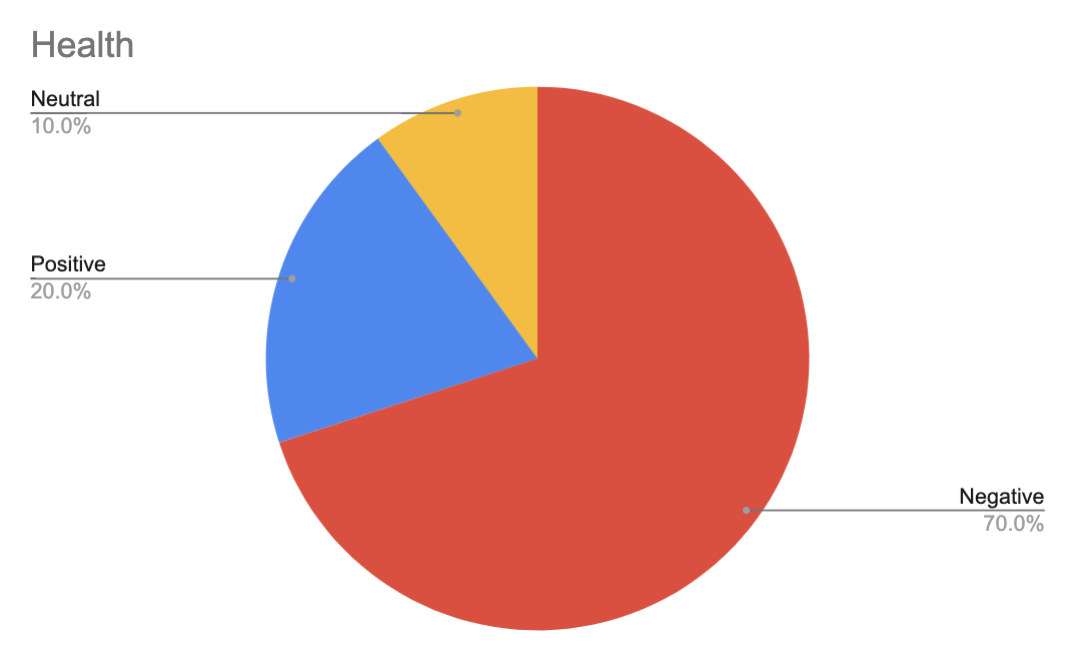 Health
Neutral
10.0%
Positive
20.0%
Negative
70.0%